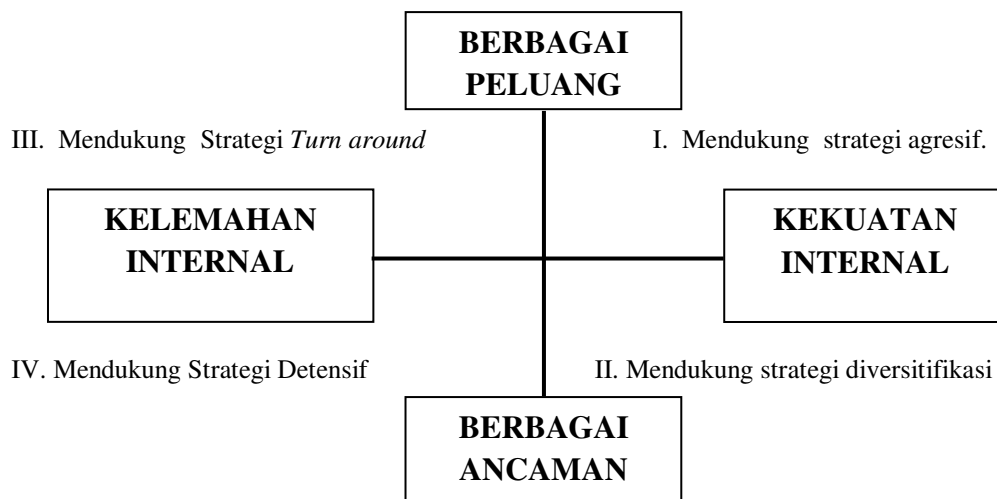 BERBAGAI
PELUANG
III. Mendukung Strategi Turn around
I. Mendukung strategi agresif.
KELEMAHAN
INTERNAL
KEKUATAN
INTERNAL
IV. Mendukung Strategi Detensif
II. Mendukung strategi diversitifikasi
BERBAGAI
ANCAMAN